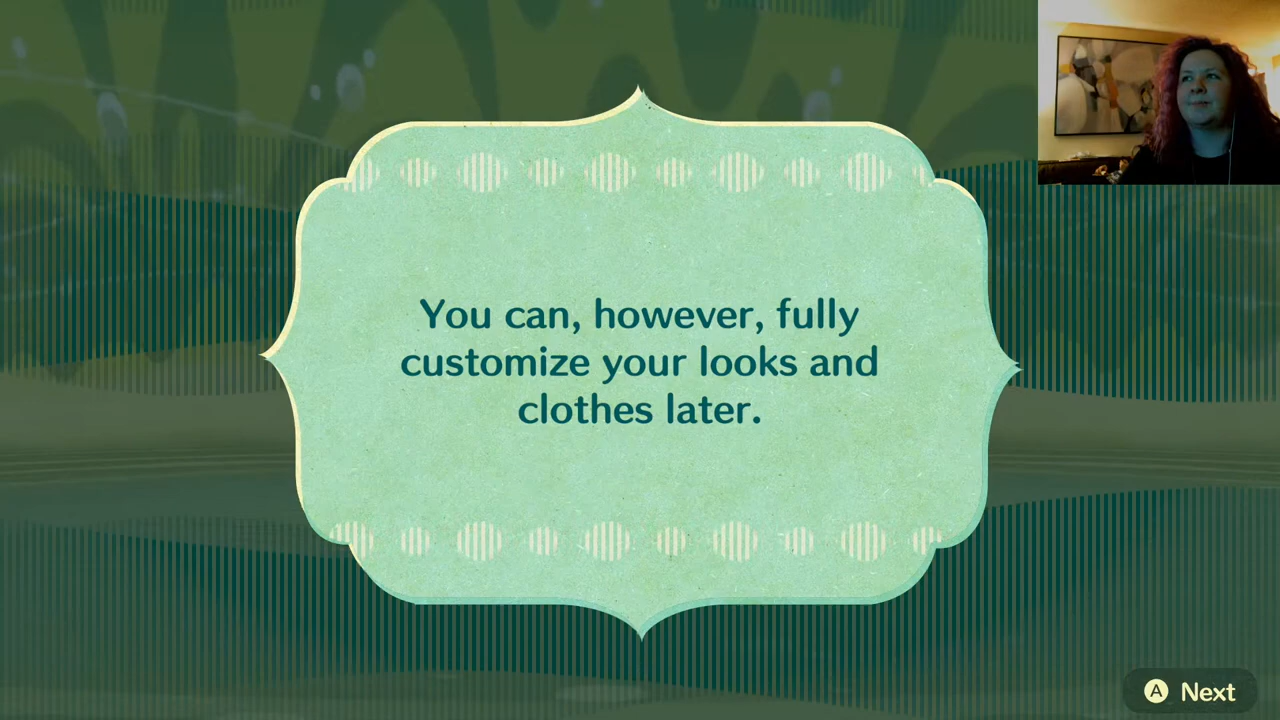 You can, however, fully
customize your looks and
clothes later.
A Next